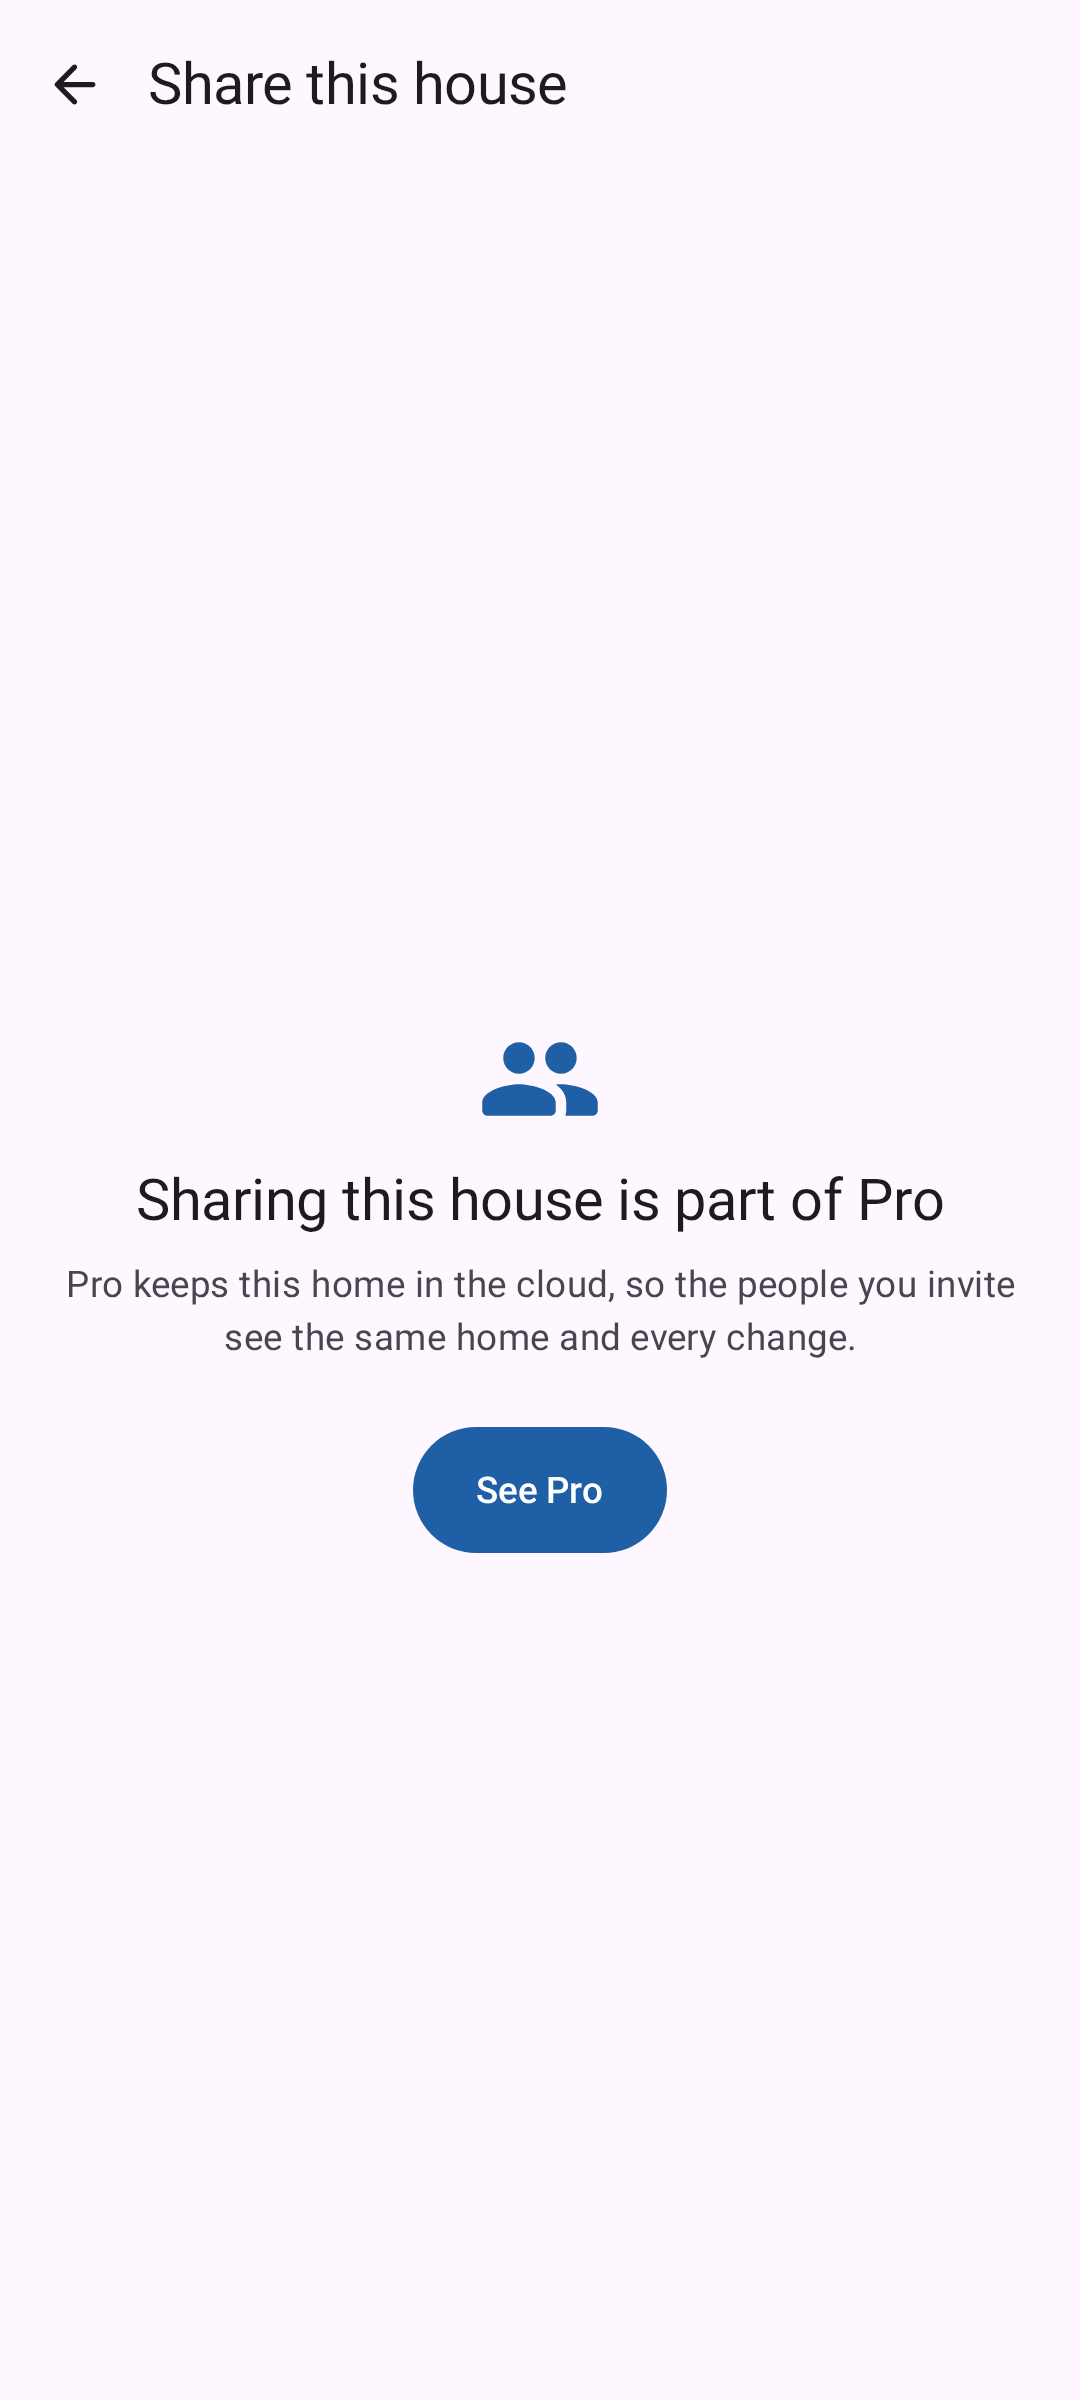 Share this house
Sharing this house is part of Pro
Pro keeps this home in the cloud, so the people you invite
see the same home and every change.
See Pro